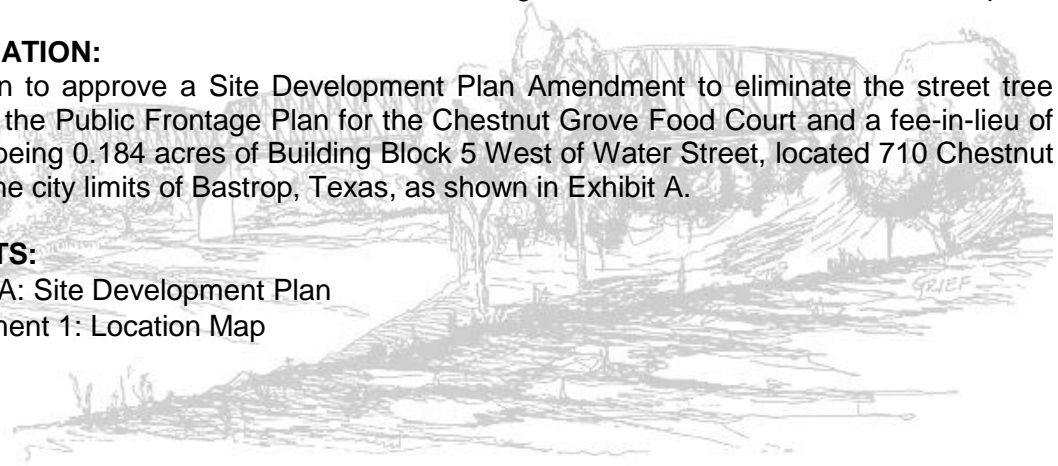 ATION:
n to approve a Site Development Plan Amendment to eliminate the street tree
the Public Frontage Plan for the Chestnut Grove Food Court and a fee-in-lieu of
being 0.184 acres of Building Block 5 West of Water Street, located 710 Chestnut
ne city limits of Bastrop, Texas, as shown in Exhibit A.
TS:
A: Site Development Plan
nent 1: Location Map
GRIEF